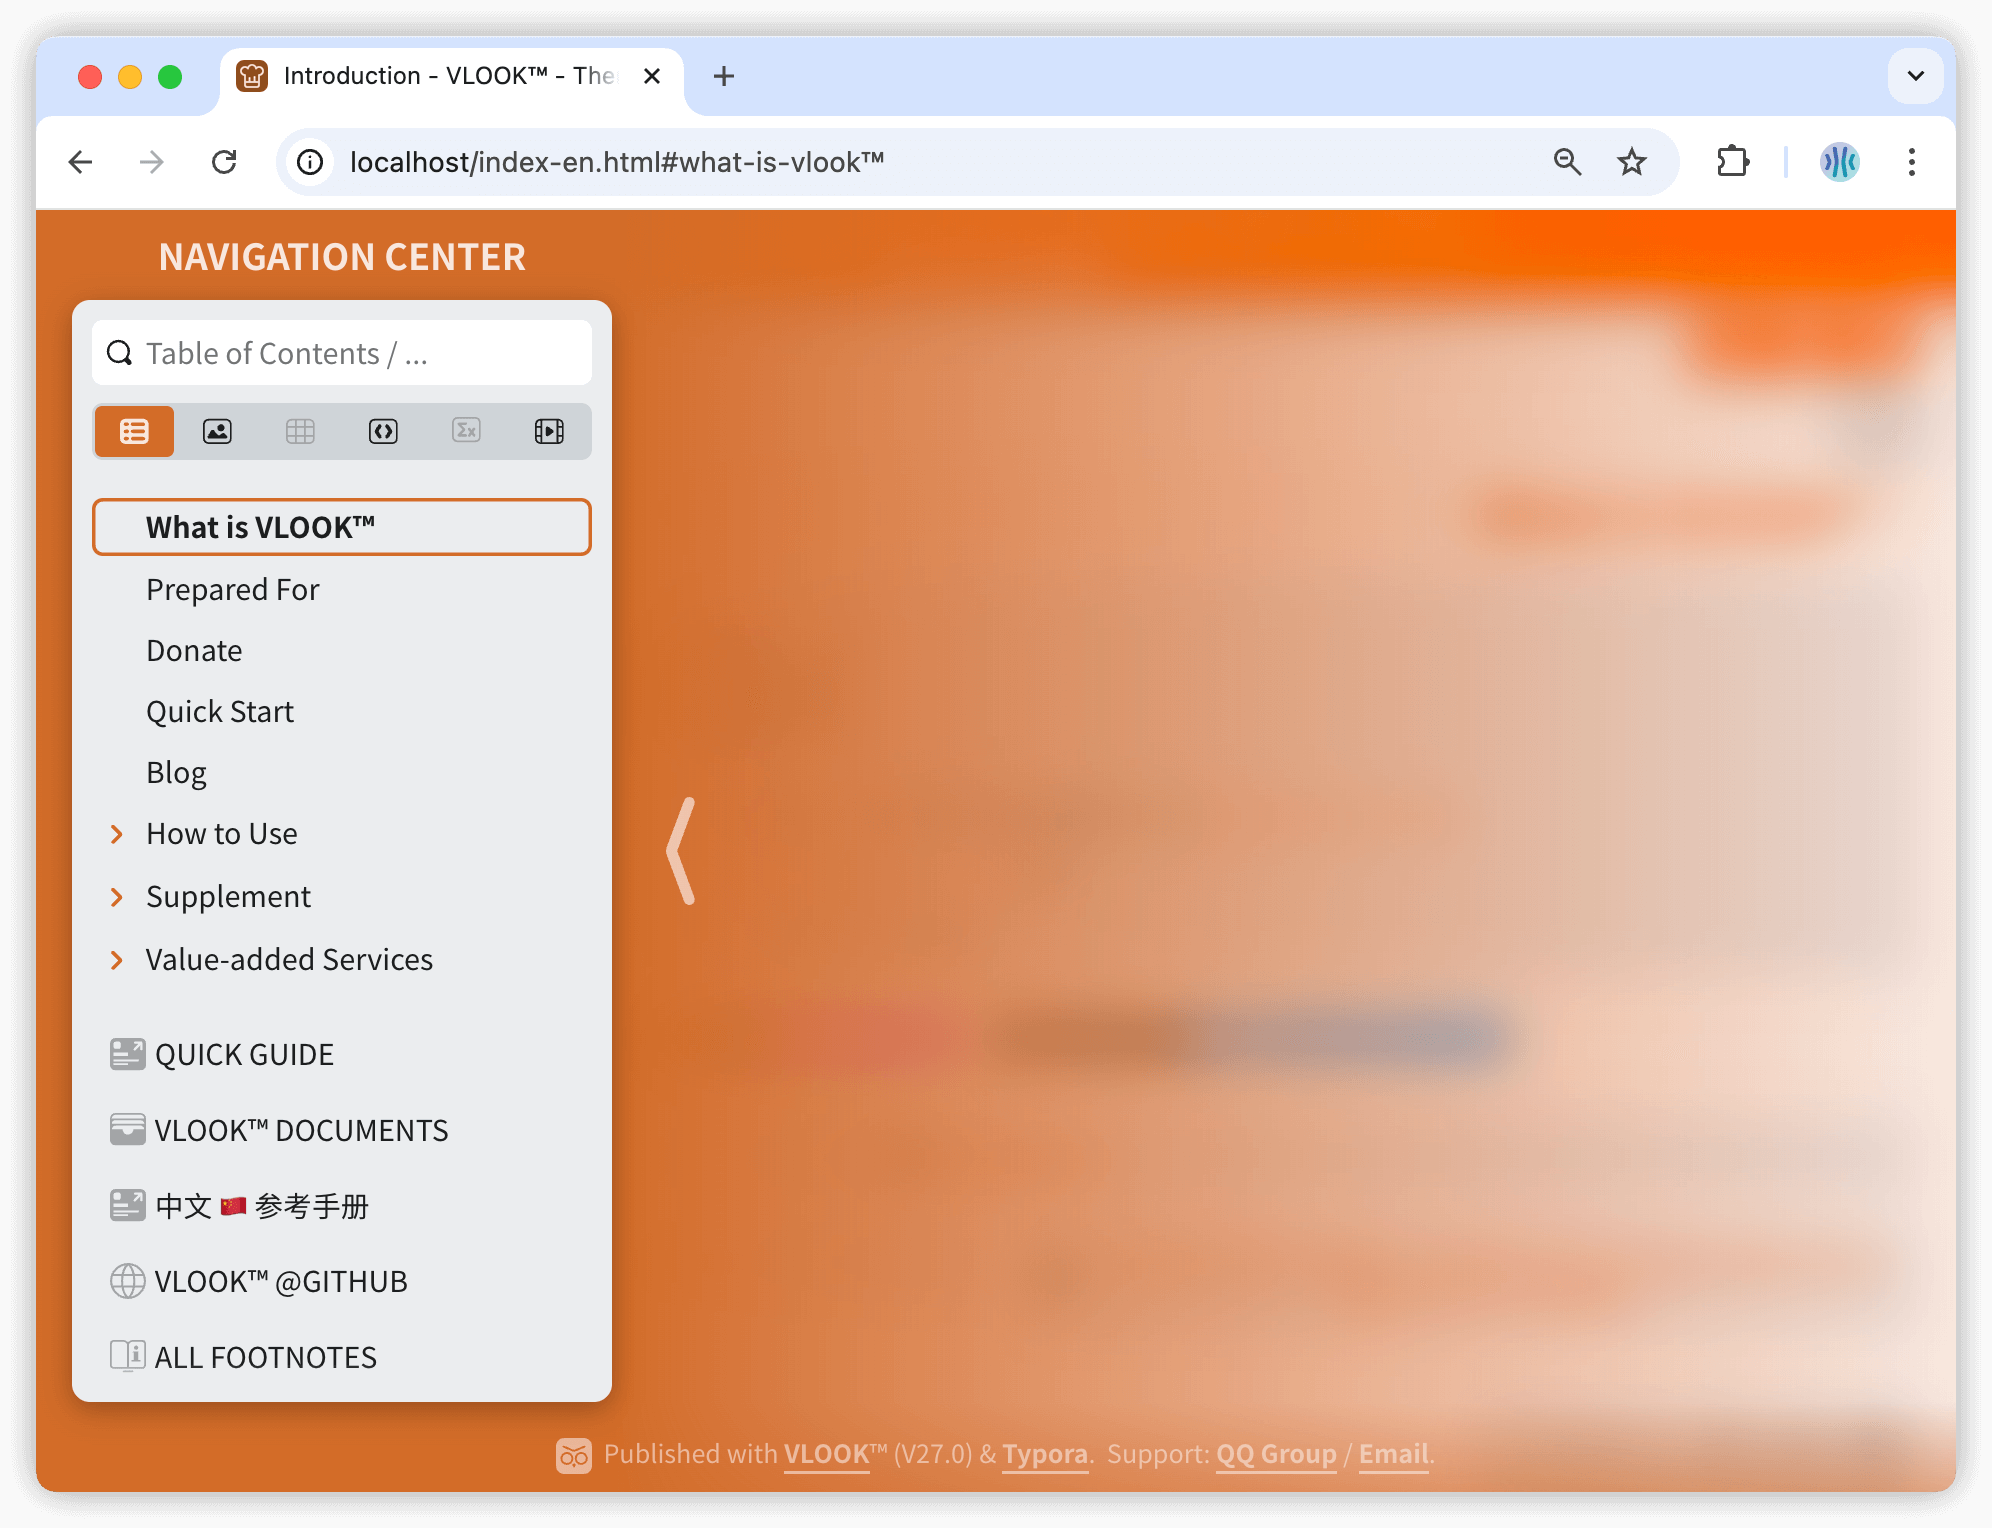 Introduction - VLOOK™ - The
localhost/index-en.html#what-is-vlook™
NAVIGATION CENTER
Table of Contents / ...
What is VLOOK™
Prepared For
Donate
Quick Start
Blog
How to Use
Supplement
Value-added Services
QUICK GUIDE
VLOOK™ DOCUMENTS
中文 🇨🇳 参考手册
VLOOK™ @GITHUB
ALL FOOTNOTES
Published with VLOOK™ (V27.0) & Typora. Support: QQ Group / Email.